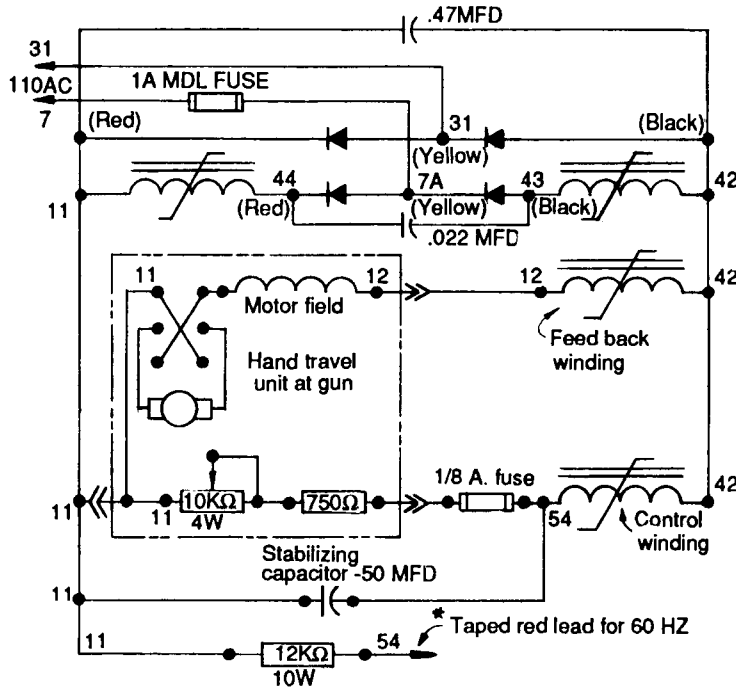 .47MFD
31
110AC
1A MDL FUSE
7
(Red)
31
(Yellow)
(Black)
11
44
(Red)
7A
(Yellow)
43
(Black)
42
.022 MFD
11
Motor field
12
12
42
Feed back
winding
Hand travel
unit at gun
11
11
10KΩ
4W
750Ω
1/8 A. fuse
54
42
Control
winding
Stabilizing
capacitor -50 MFD
11
11
12KΩ
10W
54
* Taped red lead for 60 HZ